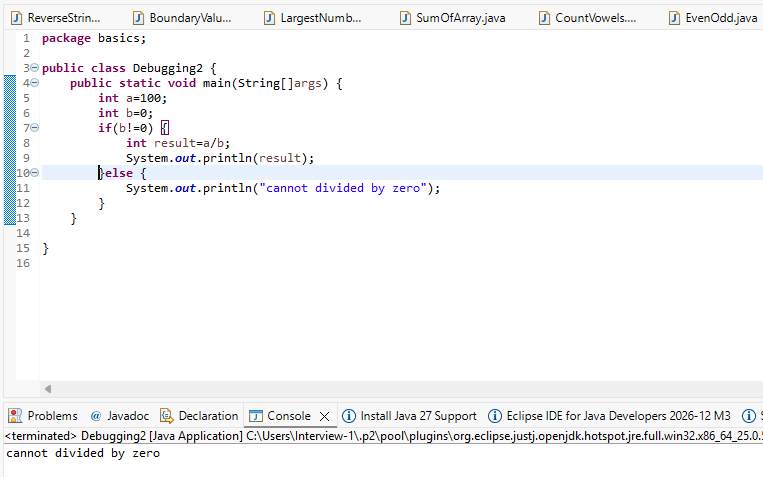 ReverseStrin... BoundaryValu... LargestNumb... SumOfArray.java CountVowels.... EvenOdd.java
1 package basics;
2
3 public class Debugging2 {
4 public static void main(String[]args) {
5 int a=100;
6 int b=0;
7 if(b!=0) {
8 int result=a/b;
9 System.out.println(result);
10 }else {
11 System.out.println("cannot divided by zero");
12 }
13 }
14
15 }
16
Problems @ Javadoc Declaration Console Install Java 27 Support Eclipse IDE for Java Developers 2026-12 M3
<terminated> Debugging2 [Java Application] C:\Users\Interview-1\.p2\pool\plugins\org.eclipse.justj.openjdk.hotspot.jre.full.win32.x86_64_25.0.
cannot divided by zero